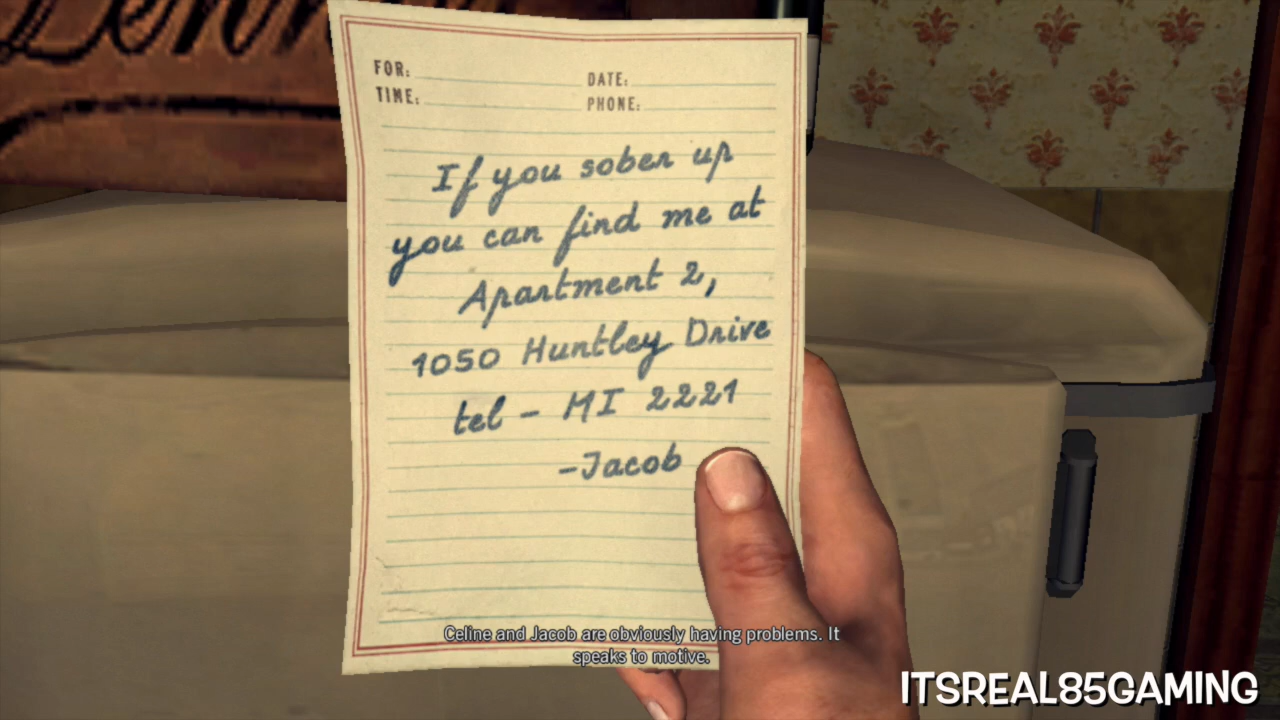 FOR:
DATE:
TIME:
PHONE:
If you sober up
you can find me at
Apartment 2,
1050 Huntley Drive
tel - MI 2221
-Jacob
Celine and Jacob are obviously having problems. It
speaks to motive.
ITSREAL85GAMING